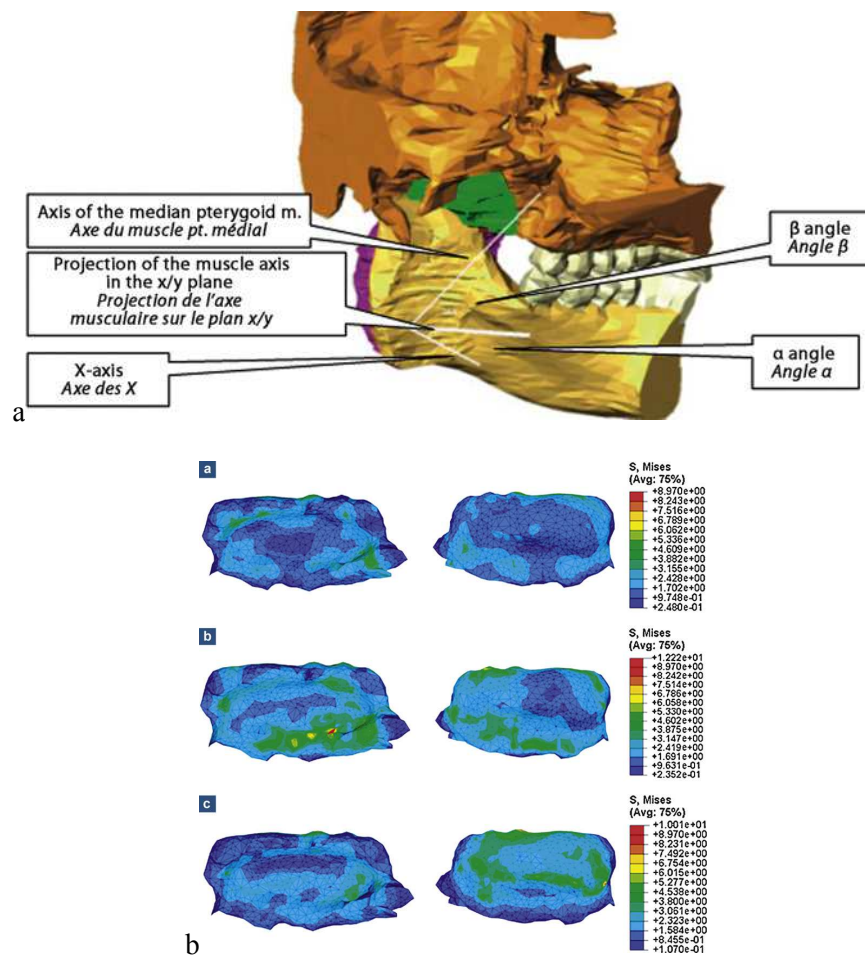 Axis of the median pterygoid m.
Axe du muscle pt. médial
Projection of the muscle axis
in the x/y plane
Projection de l'axe
musculaire sur le plan x/y
X-axis
Axe des X
β angle
Angle β
α angle
Angle α
a
a
S, Mises
(Avg: 75%)
+8.970e+00
+8.243e+00
+7.516e+00
+6.789e+00
+6.062e+00
+5.336e+00
+4.609e+00
+3.882e+00
+3.155e+00
+2.428e+00
+1.702e+00
+9.748e-01
+2.480e-01
b
S, Mises
(Avg: 75%)
+1.222e+01
+8.970e+00
+8.242e+00
+7.514e+00
+6.786e+00
+6.058e+00
+5.330e+00
+4.602e+00
+3.875e+00
+3.147e+00
+2.419e+00
+1.691e+00
+9.631e-01
+2.352e-01
c
S, Mises
(Avg: 75%)
+1.001e+01
+8.970e+00
+8.231e+00
+7.492e+00
+6.754e+00
+6.015e+00
+5.277e+00
+4.538e+00
+3.800e+00
+3.061e+00
+2.323e+00
+1.584e+00
+8.455e-01
+1.070e-01
b